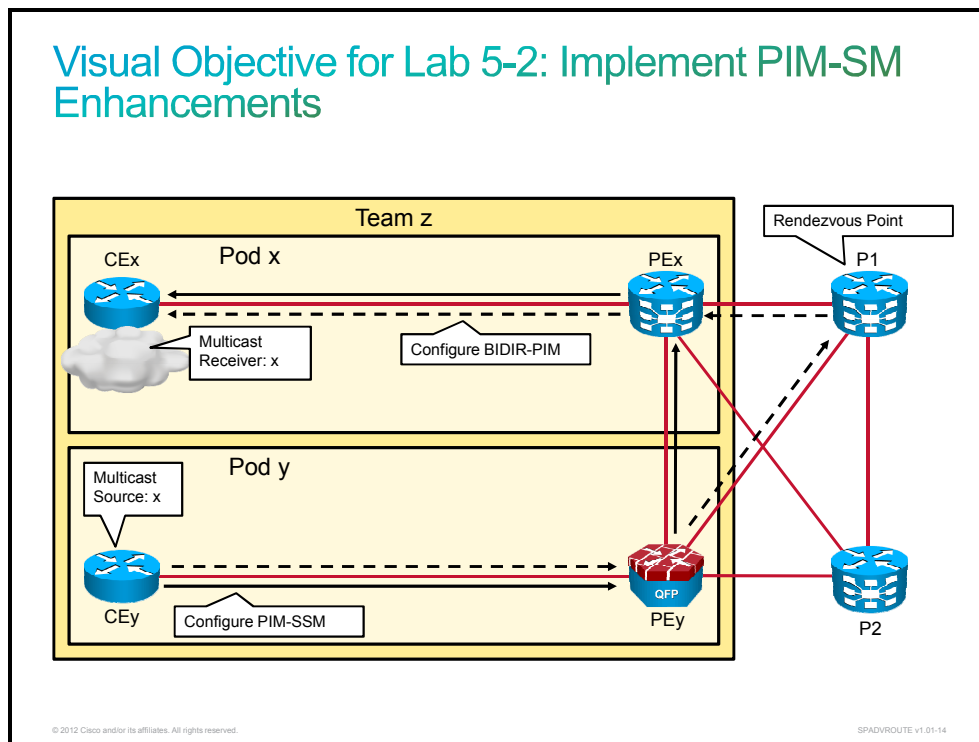 Visual Objective for Lab 5-2: Implement PIM-SM
Enhancements
Team z
Rendezvous Point
Pod x
CEx
PEx
P1
Multicast
Receiver: x
Configure BIDIR-PIM
Pod y
Multicast
Source: x
QFP
CEy
Configure PIM-SSM
PEy
P2
© 2012 Cisco and/or its affiliates. All rights reserved.
SPADVROUTE v1.01-14